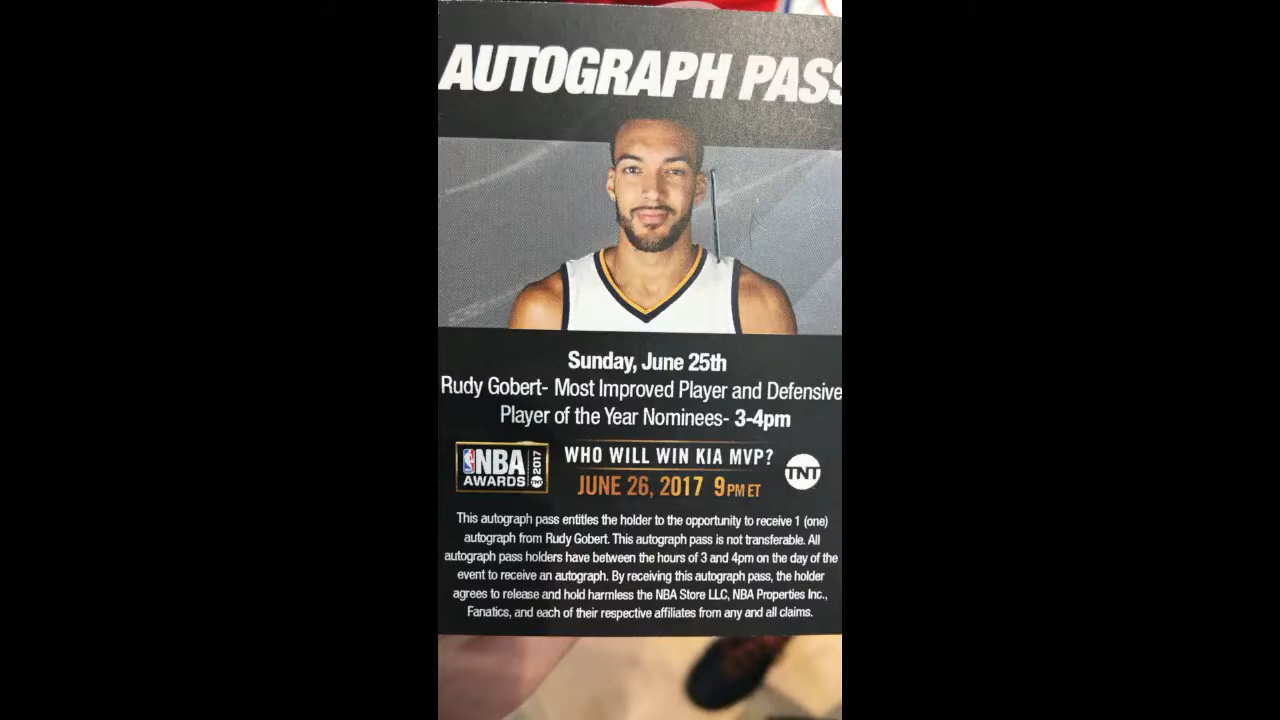 AUTOGRAPH PASS
Sunday, June 25th
Rudy Gobert- Most Improved Player and Defensive
Player of the Year Nominees- 3-4pm
NBA
AWARDS
2017
TNT
WHO WILL WIN KIA MVP?
JUNE 26, 2017 9PM ET
TNT
This autograph pass entitles the holder to the opportunity to receive 1 (one)
autograph from Rudy Gobert. This autograph pass is not transferable. All
autograph pass holders have between the hours of 3 and 4pm on the day of the
event to receive an autograph. By receiving this autograph pass, the holder
agrees to release and hold harmless the NBA Store LLC, NBA Properties Inc.,
Fanatics, and each of their respective affiliates from any and all claims.